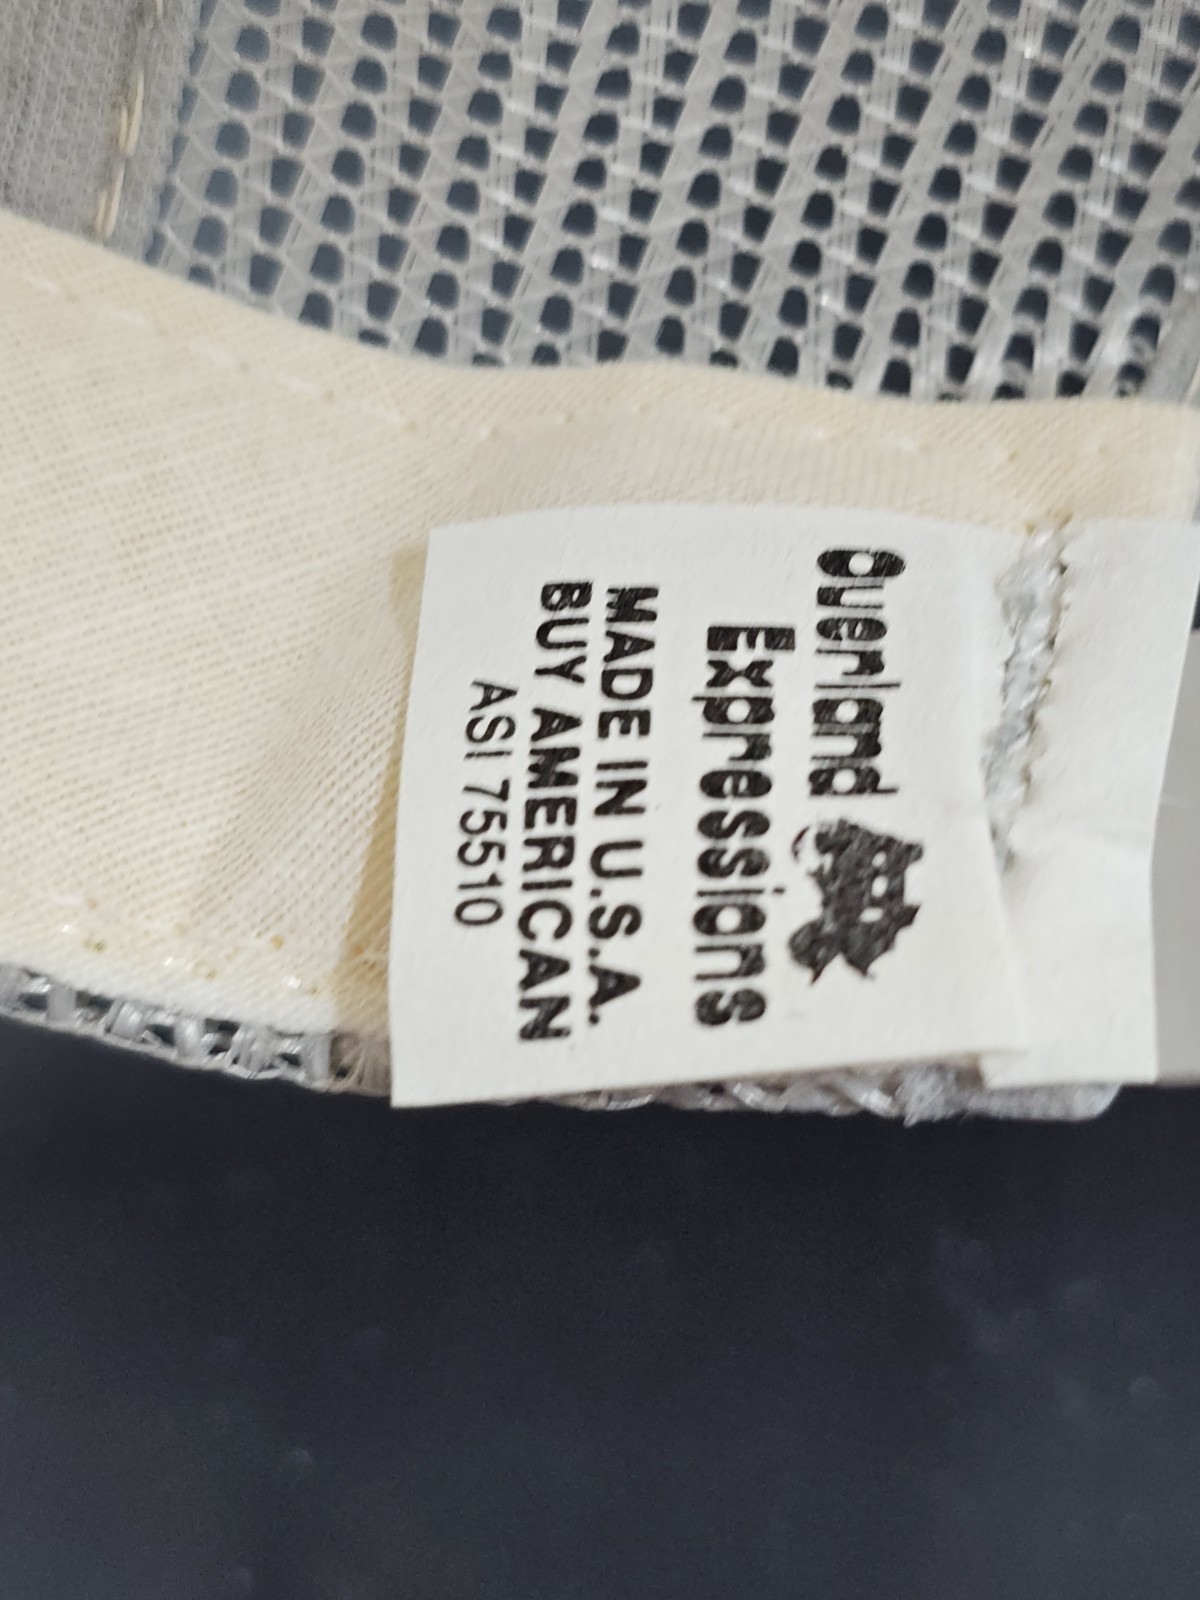 Overland
Expressions
MADE IN U.S.A.
BUY AMERICAN
ASI 75510